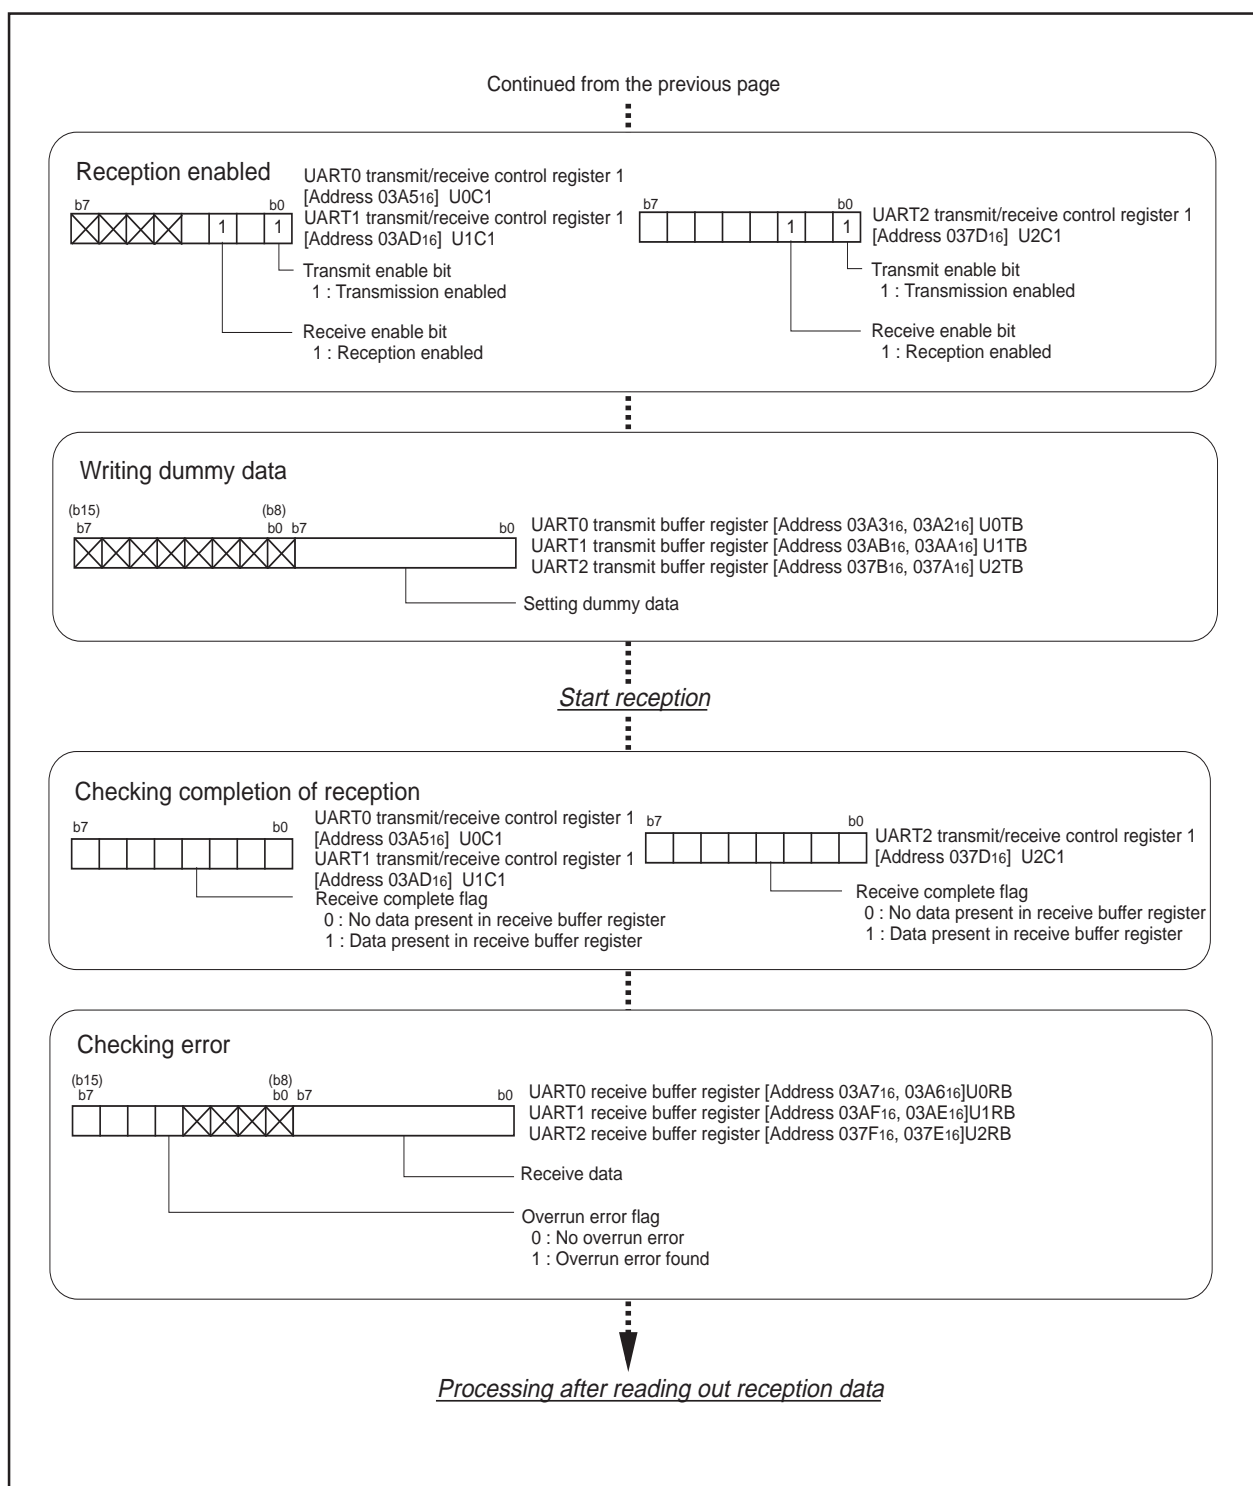 Continued from the previous page
Reception enabled
b7 b0
1 1
UART0 transmit/receive control register 1
[Address 03A516] U0C1
UART1 transmit/receive control register 1
[Address 03AD16] U1C1
Transmit enable bit
1 : Transmission enabled
Receive enable bit
1 : Reception enabled
b7 b0
1 1
UART2 transmit/receive control register 1
[Address 037D16] U2C1
Transmit enable bit
1 : Transmission enabled
Receive enable bit
1 : Reception enabled
Writing dummy data
(b15) (b8)
b7 b0 b7 b0
UART0 transmit buffer register [Address 03A316, 03A216] U0TB
UART1 transmit buffer register [Address 03AB16, 03AA16] U1TB
UART2 transmit buffer register [Address 037B16, 037A16] U2TB
Setting dummy data
Start reception
Checking completion of reception
b7 b0
UART0 transmit/receive control register 1
[Address 03A516] U0C1
UART1 transmit/receive control register 1
[Address 03AD16] U1C1
Receive complete flag
0 : No data present in receive buffer register
1 : Data present in receive buffer register
b7 b0
UART2 transmit/receive control register 1
[Address 037D16] U2C1
Receive complete flag
0 : No data present in receive buffer register
1 : Data present in receive buffer register
Checking error
(b15) (b8)
b7 b0 b7 b0
UART0 receive buffer register [Address 03A716, 03A616]U0RB
UART1 receive buffer register [Address 03AF16, 03AE16]U1RB
UART2 receive buffer register [Address 037F16, 037E16]U2RB
Receive data
Overrun error flag
0 : No overrun error
1 : Overrun error found
Processing after reading out reception data